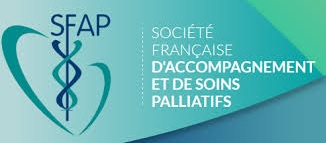 SFAP
SOCIÉTÉ
FRANÇAISE
D'ACCOMPAGNEMENT
ET DE SOINS
PALLIATIFS